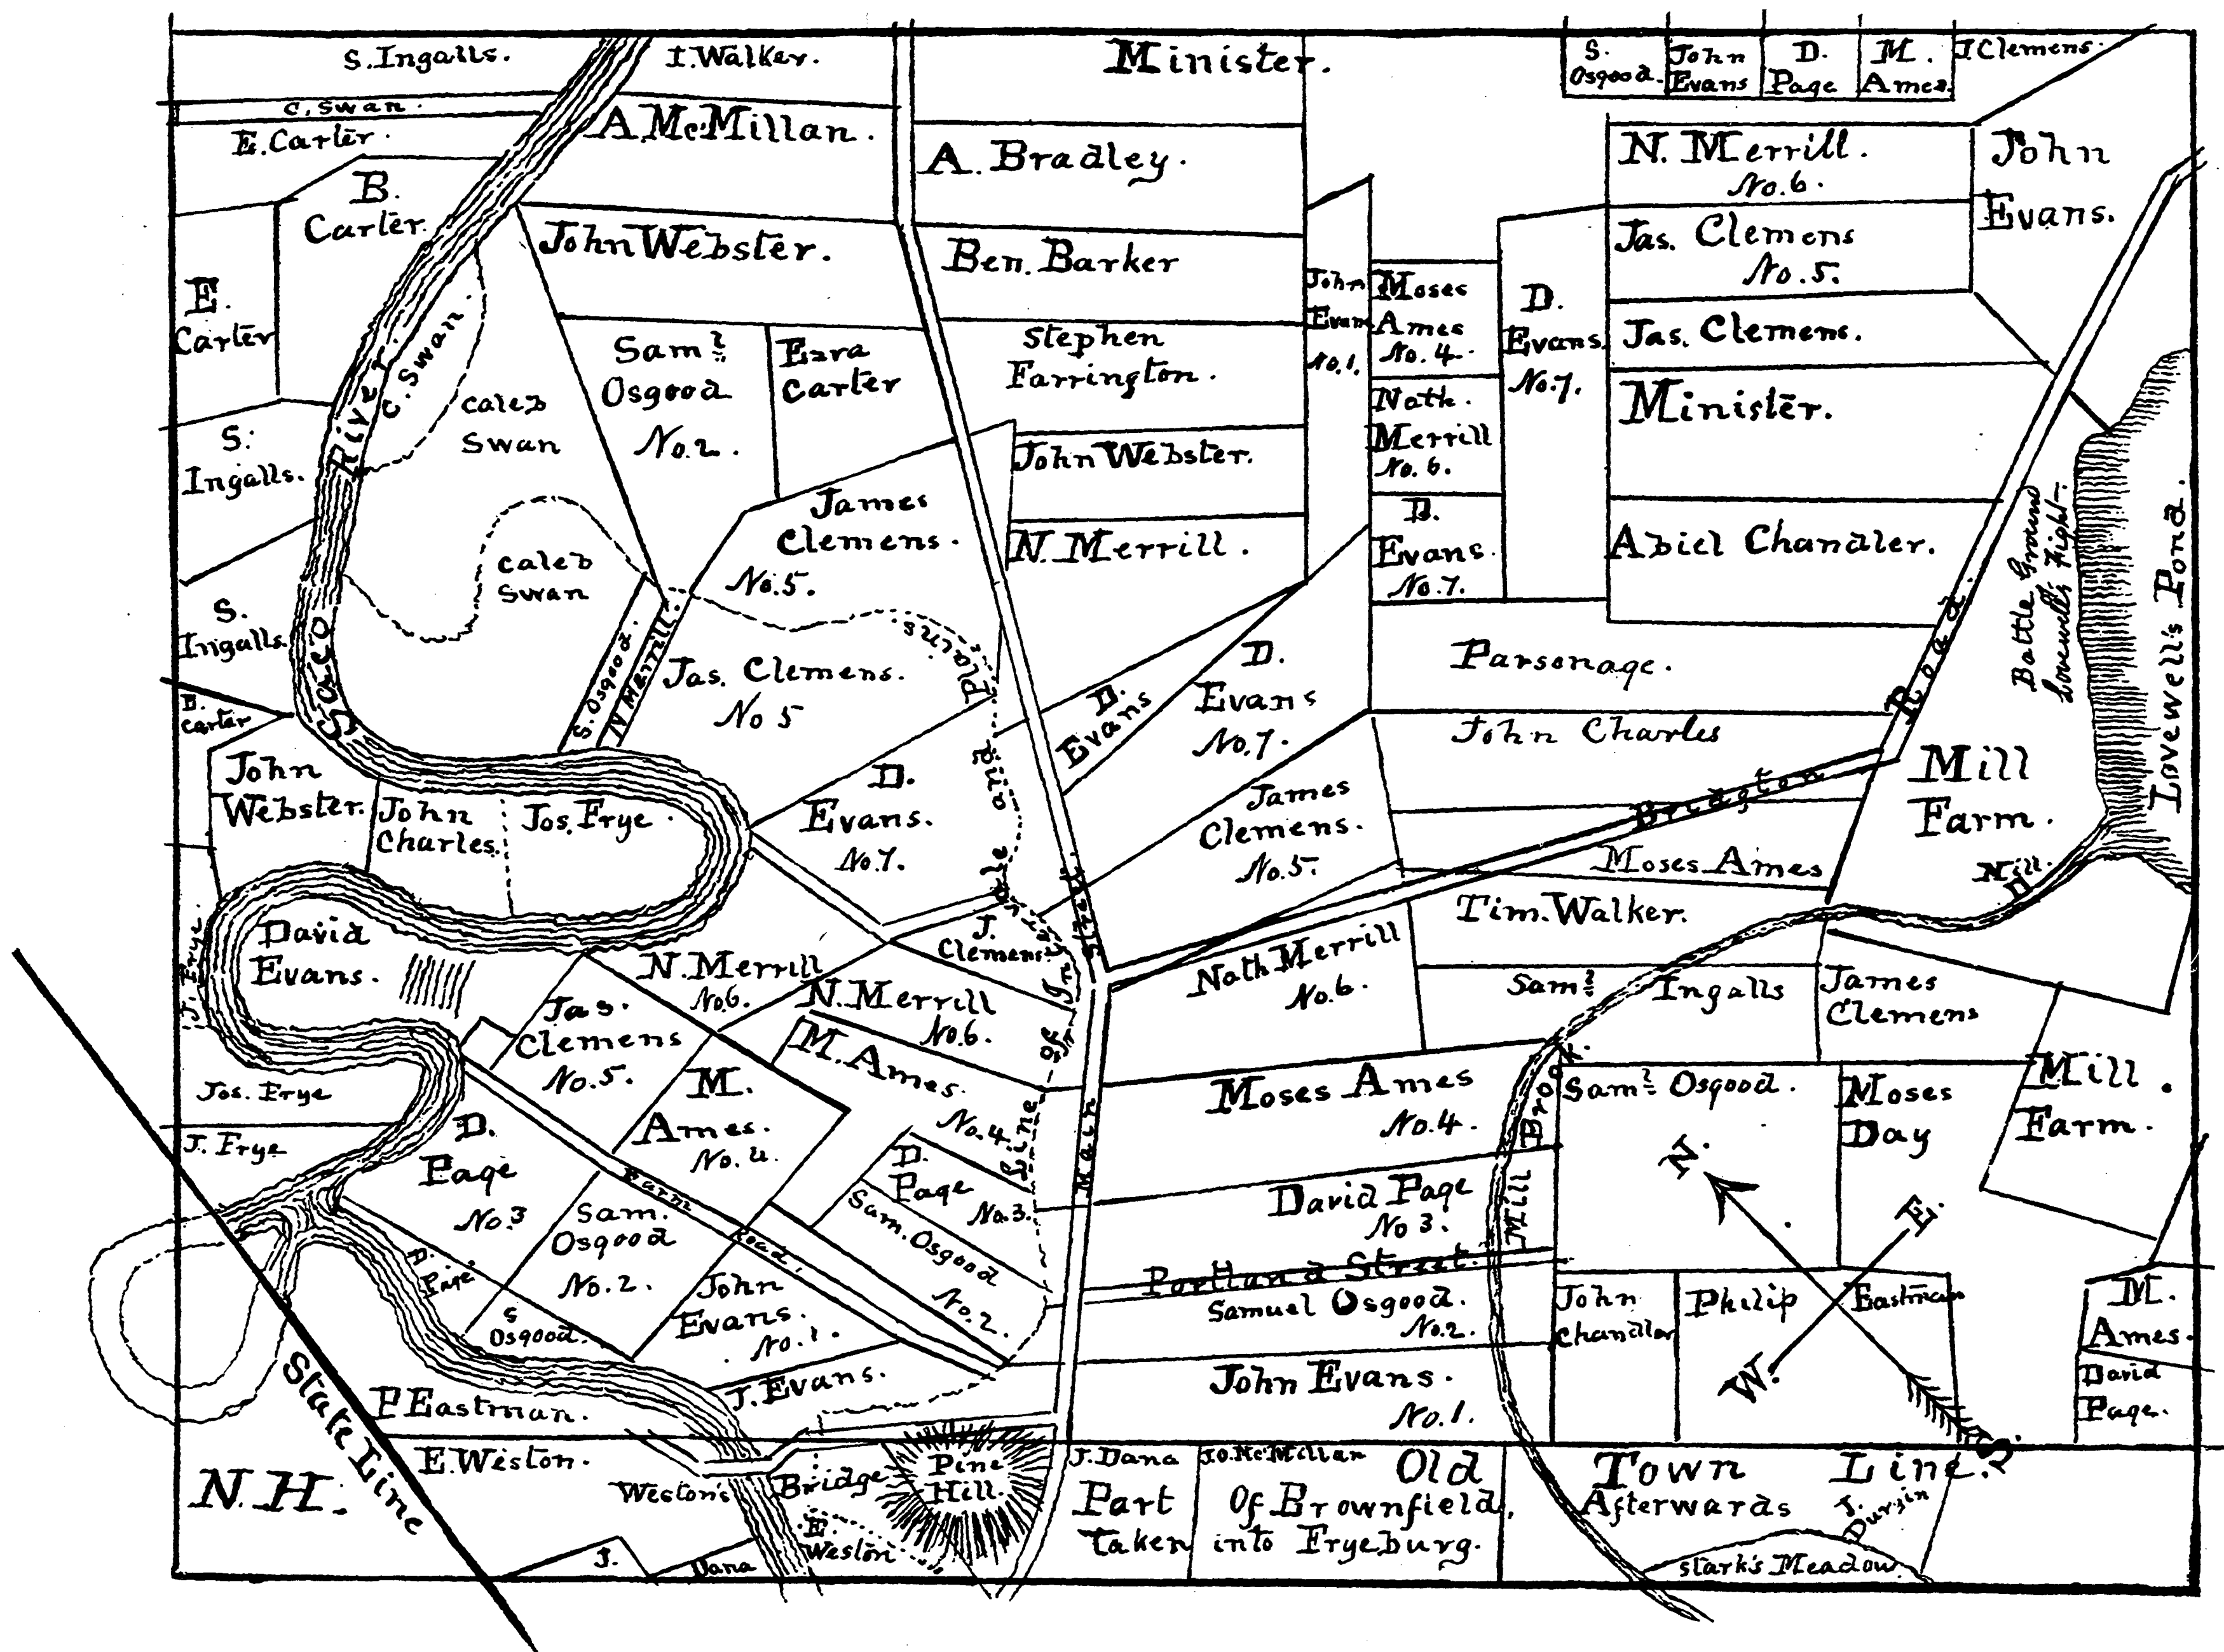 S. Ingalls.
I. Walker.
Minister.
S.
Osgood.
John
Evans
D.
Page
M.
Ames.
J. Clemens.
C. Swan.
E. Carter.
A. McMillan.
A. Bradley.
N. Merrill.
No. 6.
John
Evans.
B.
Carter.
John Webster.
Ben. Barker
Jas. Clemens
No. 5.
E.
Carter
River.
C. Swan.
Caleb
Swan
Saml
Osgood
No. 2.
Ezra
Carter
Stephen
Farrington.
John
Evans
No. 1.
Moses
Ames
No. 4.
D.
Evans.
No. 7.
Jas. Clemens.
Minister.
S.
Ingalls.
John Webster.
Nath.
Merrill
No. 6.
James
Clemens.
No. 5.
N. Merrill.
D.
Evans.
No. 7.
Abiel Chandler.
Battle Ground
of
Lovewell's Fight.
Lovewell's Pond.
Caleb
Swan
S.
Ingalls.
Saco
S. Osgood.
N Merrill.
Jas. Clemens.
No 5
Plains.
and
D.
Evans
D.
Evans
No. 7.
Parsonage.
Road.
John Charles
E.
Carter
John
Webster.
John
Charles.
Jos. Frye.
D.
Evans.
No. 7.
James
Clemens.
No. 5.
Bridgton
Mill
Farm.
Moses Ames
Mill
Tim. Walker.
J. Frye.
David
Evans.
N. Merrill
No. 6.
J.
Clemens
Street.
Nath Merrill
No. 6.
Saml Ingalls
James
Clemens
Jas.
Clemens
No. 5.
N. Merrill
No. 6.
M. Ames.
No. 4.
Line of Intervale
Main
Moses Ames
No. 4.
Mill Brook.
Saml Osgood.
Moses
Day
Mill
Farm.
Jos. Frye
J. Frye
D.
Page
No. 3
M.
Ames.
No. 4.
D.
Page
No. 3.
David Page
No 3.
N.
E.
Sam.
Osgood
No. 2.
Barns
Road.
Sam. Osgood
No. 2.
Portland Street.
Samuel Osgood.
No. 2.
John
Chandler
Philip Eastman
M.
Ames.
Page.
S
Osgood.
John
Evans.
No. 1.
J. Evans.
John Evans.
No. 1.
W.
S.
David
Page.
State Line
P Eastman.
N. H.
E. Weston.
Weston's Bridge
Pine
Hill.
E.
Weston
J. Dana
J. O. McMillan
Old Town Line.
Part Of Brownfield, Afterwards
taken into Fryeburg.
J.
Durgin
Stark's Meadow.
J. Dana